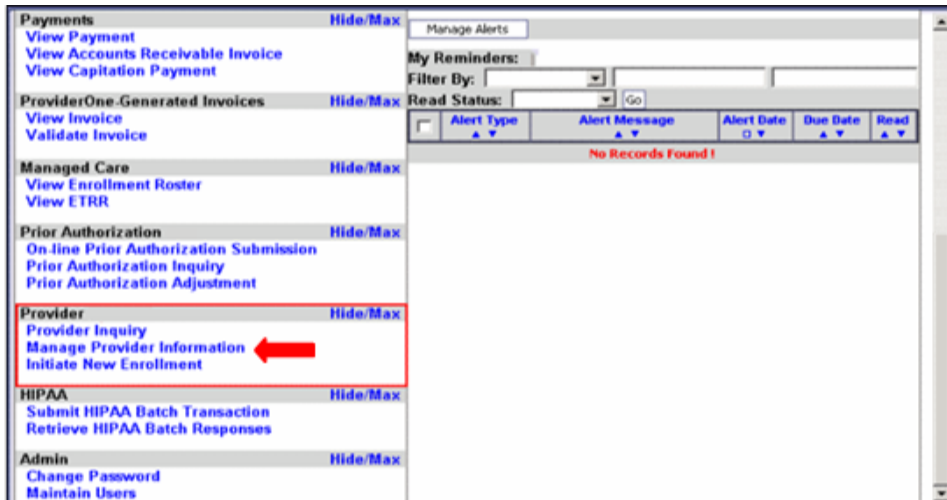 Payments Hide/Max
View Payment
View Accounts Receivable Invoice
View Capitation Payment
ProviderOne-Generated Invoices Hide/Max
View Invoice
Validate Invoice
Managed Care Hide/Max
View Enrollment Roster
View ETRR
Prior Authorization Hide/Max
On-line Prior Authorization Submission
Prior Authorization Inquiry
Prior Authorization Adjustment
Provider Hide/Max
Provider Inquiry
Manage Provider Information
Initiate New Enrollment
HIPAA Hide/Max
Submit HIPAA Batch Transaction
Retrieve HIPAA Batch Responses
Admin Hide/Max
Change Password
Maintain Users
Manage Alerts
My Reminders:
Filter By:
Read Status: Go
Alert Type Alert Message Alert Date Due Date Read
No Records Found !